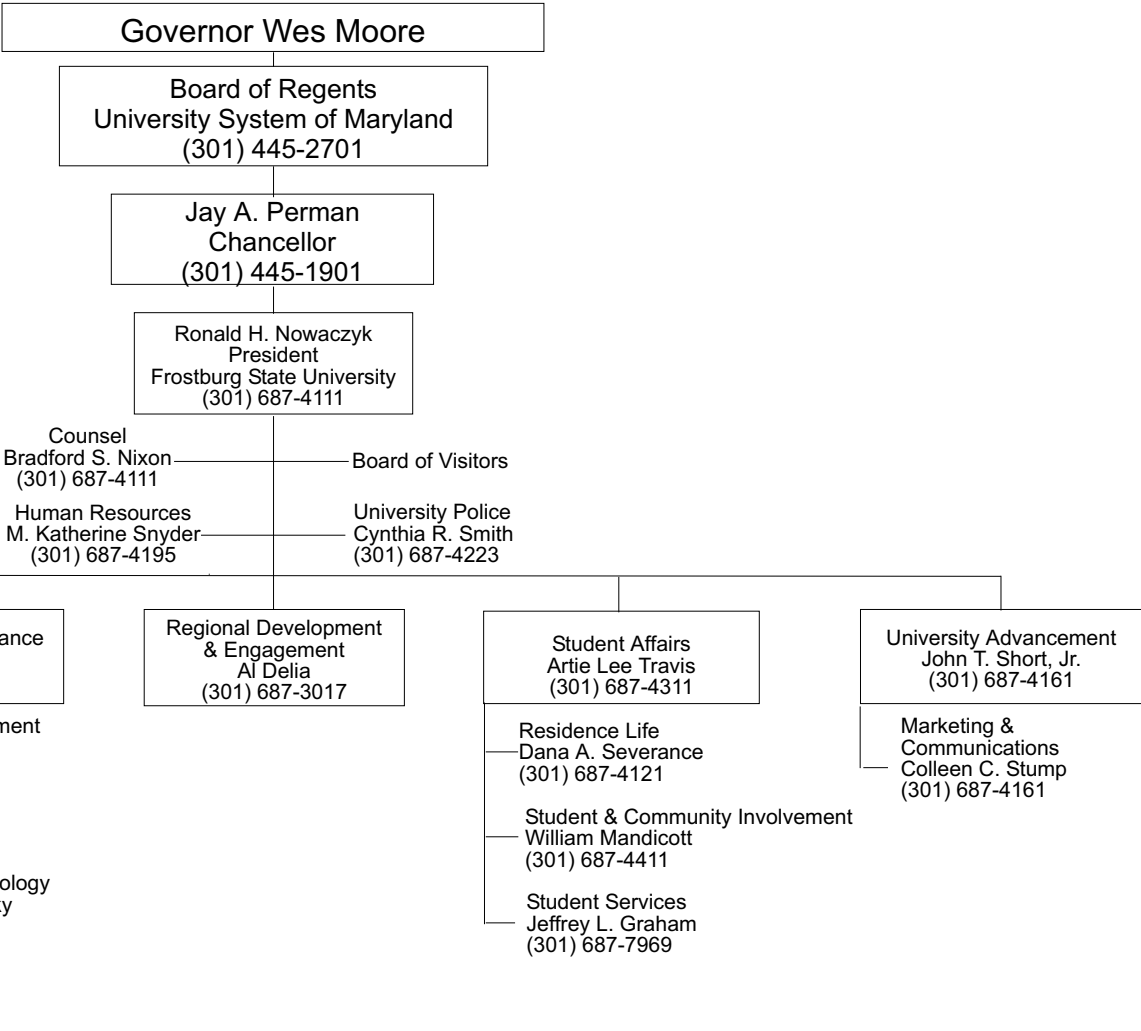 Governor Wes Moore
Board of Regents
University System of Maryland
(301) 445-2701
Jay A. Perman
Chancellor
(301) 445-1901
Ronald H. Nowaczyk
President
Frostburg State University
(301) 687-4111
Counsel
Bradford S. Nixon
(301) 687-4111
Board of Visitors
Human Resources
M. Katherine Snyder
(301) 687-4195
University Police
Cynthia R. Smith
(301) 687-4223
ance
ment
ology
ky
Regional Development
& Engagement
Al Delia
(301) 687-3017
Student Affairs
Artie Lee Travis
(301) 687-4311
Residence Life
Dana A. Severance
(301) 687-4121
Student & Community Involvement
William Mandicott
(301) 687-4411
Student Services
Jeffrey L. Graham
(301) 687-7969
University Advancement
John T. Short, Jr.
(301) 687-4161
Marketing &
Communications
Colleen C. Stump
(301) 687-4161